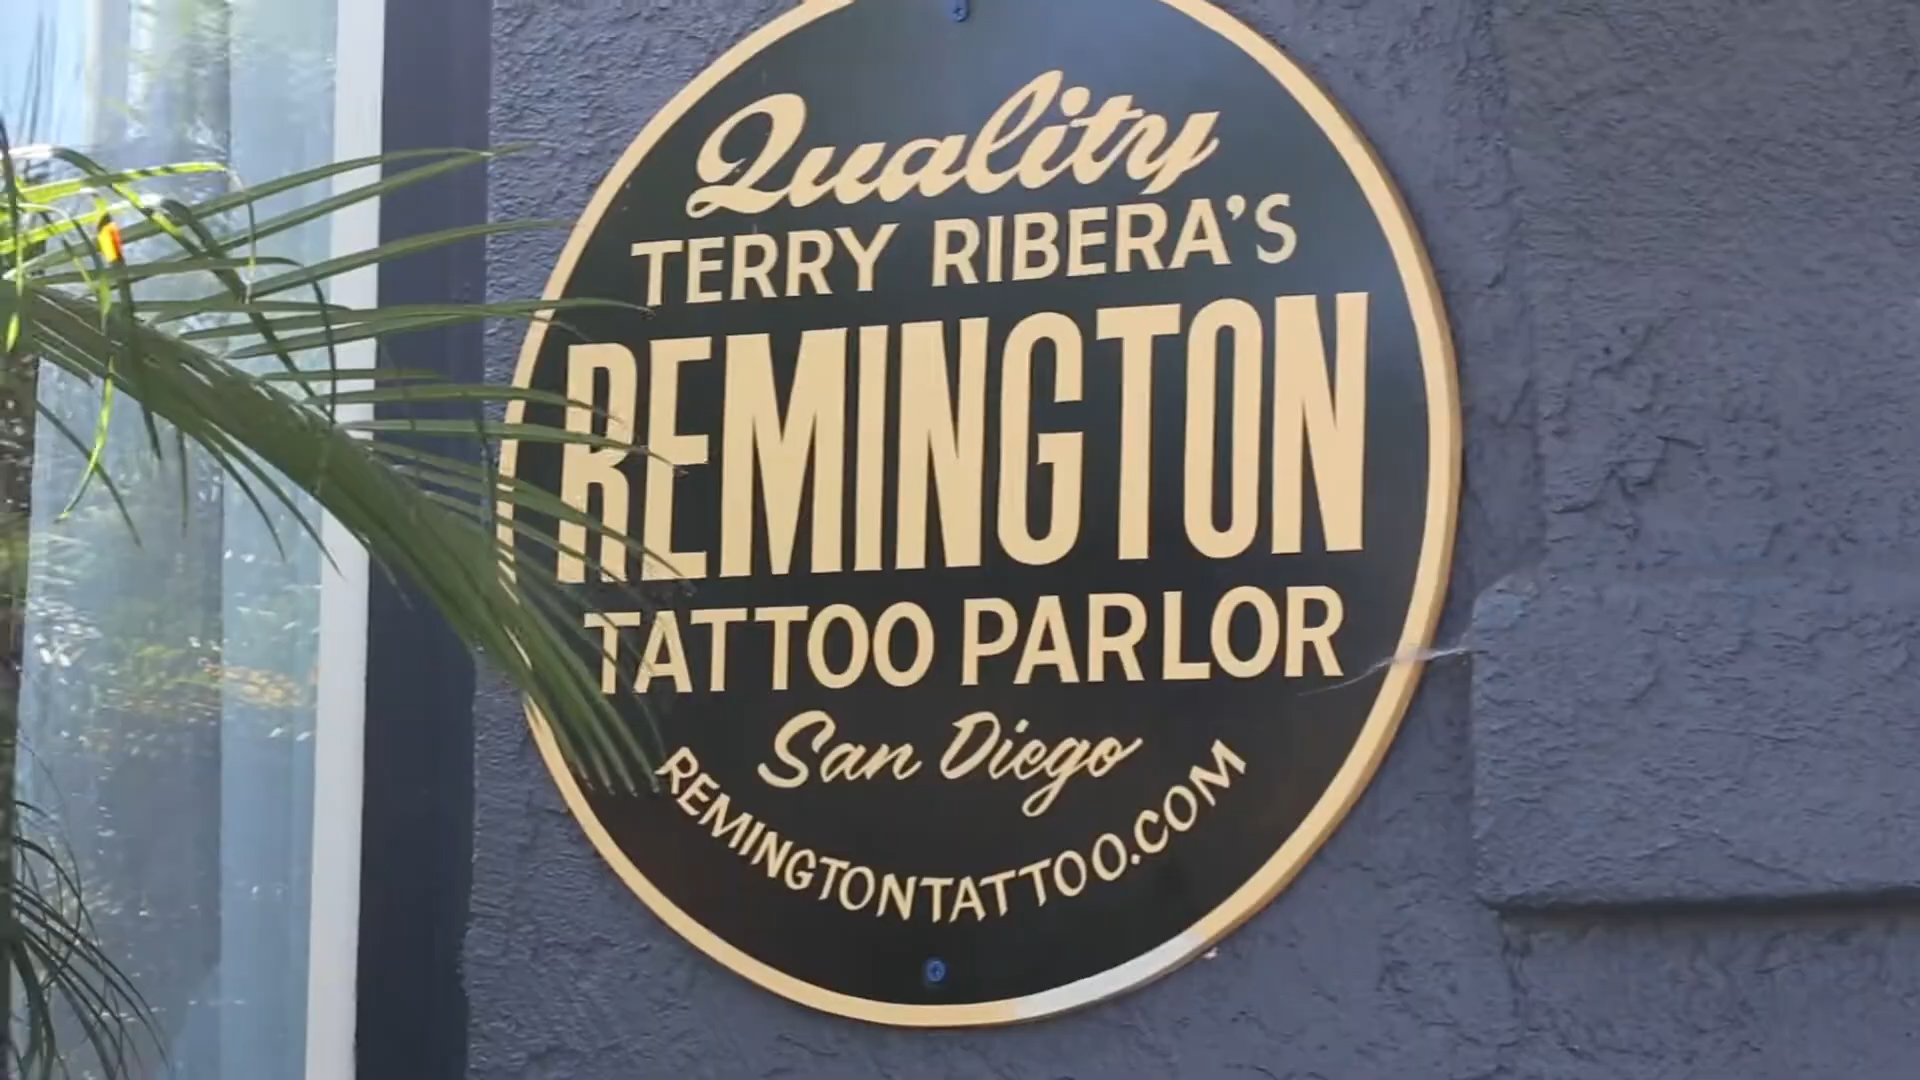 Quality
TERRY RIBERA'S
REMINGTON
TATTOO PARLOR
San Diego
REMINGTONTATTOO.COM